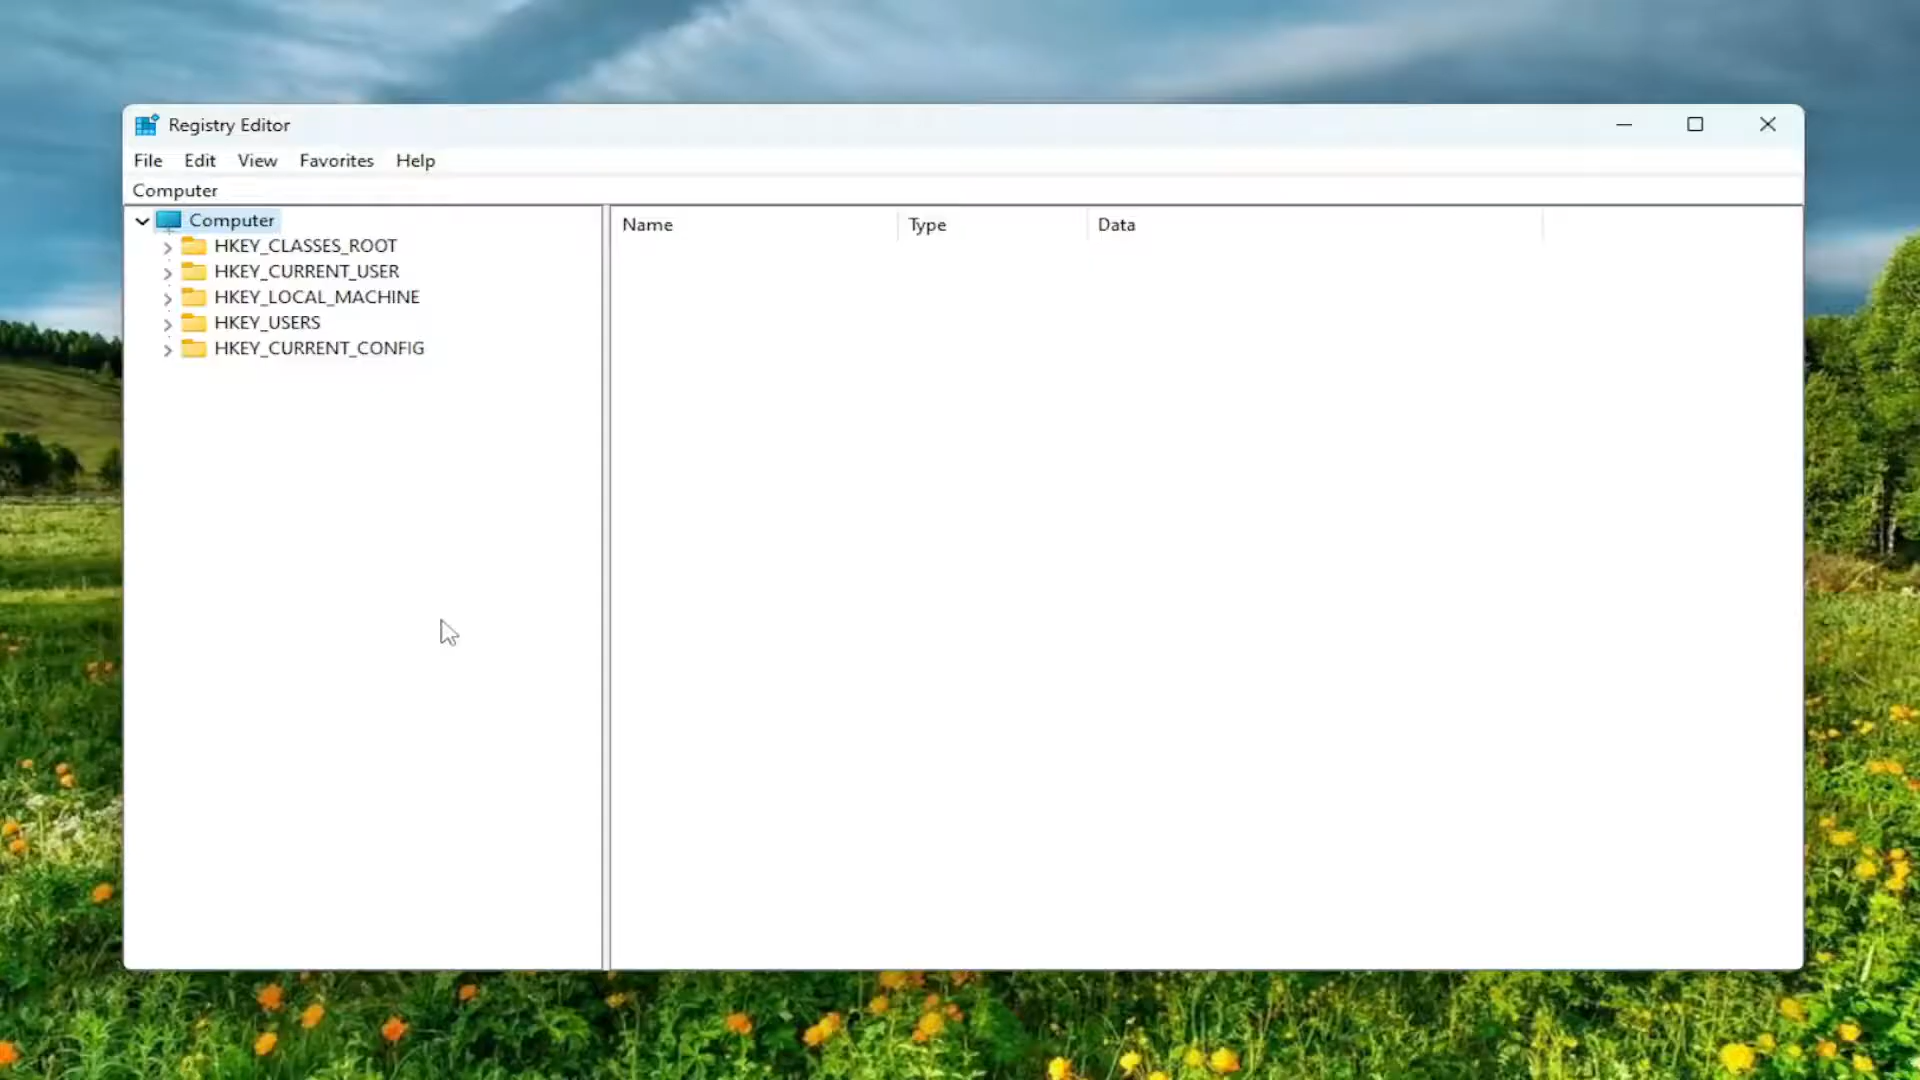 Registry Editor
File Edit View Favorites Help
Computer
Computer
HKEY_CLASSES_ROOT
HKEY_CURRENT_USER
HKEY_LOCAL_MACHINE
HKEY_USERS
HKEY_CURRENT_CONFIG
Name Type Data